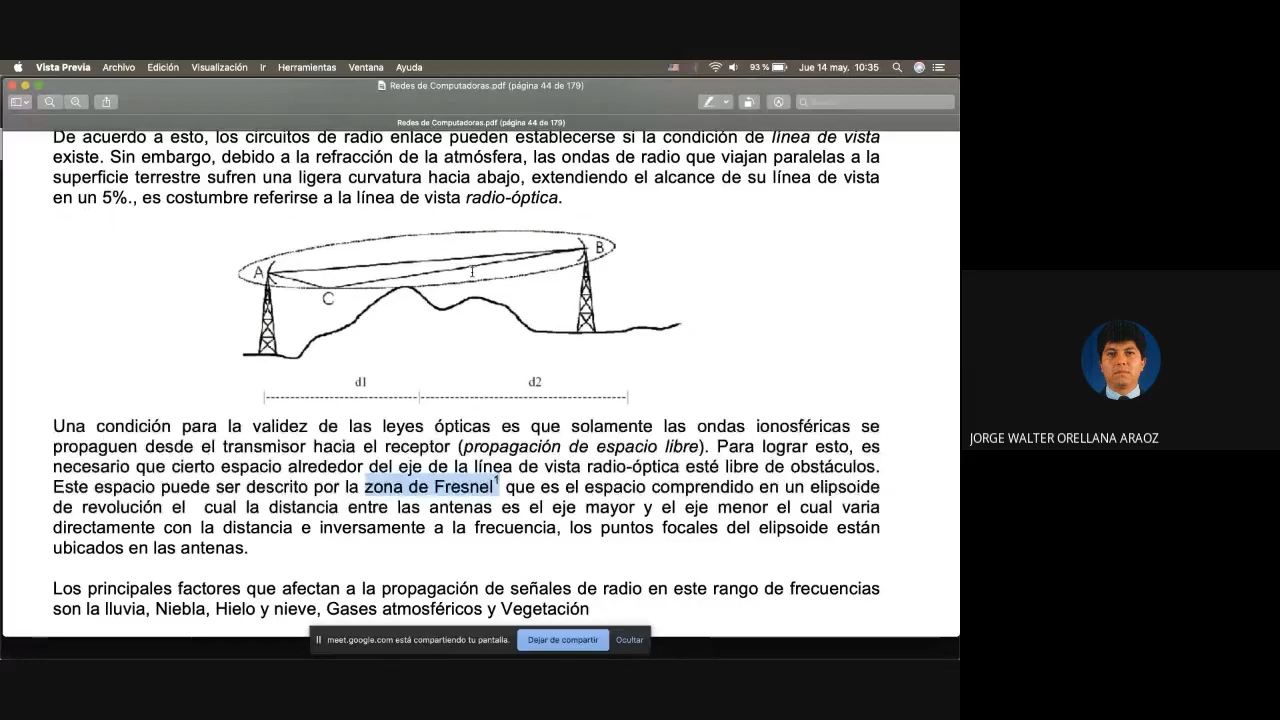 Vista Previa Archivo Edición Visualización Ir Herramientas Ventana Ayuda 93 % Jue 14 may. 10:35
Redes de Computadoras.pdf (página 44 de 179)
Redes de Computadoras.pdf (página 44 de 179)
De acuerdo a esto, los circuitos de radio enlace pueden establecerse si la condición de línea de vista
existe. Sin embargo, debido a la refracción de la atmósfera, las ondas de radio que viajan paralelas a la
superficie terrestre sufren una ligera curvatura hacia abajo, extendiendo el alcance de su línea de vista
en un 5%., es costumbre referirse a la línea de vista radio-óptica.
A
B
C
d1 d2
Una condición para la validez de las leyes ópticas es que solamente las ondas ionosféricas se
propaguen desde el transmisor hacia el receptor (propagación de espacio libre). Para lograr esto, es
necesario que cierto espacio alrededor del eje de la línea de vista radio-óptica esté libre de obstáculos.
Este espacio puede ser descrito por la zona de Fresnel1 que es el espacio comprendido en un elipsoide
de revolución el cual la distancia entre las antenas es el eje mayor y el eje menor el cual varia
directamente con la distancia e inversamente a la frecuencia, los puntos focales del elipsoide están
ubicados en las antenas.
Los principales factores que afectan a la propagación de señales de radio en este rango de frecuencias
son la lluvia, Niebla, Hielo y nieve, Gases atmosféricos y Vegetación
meet.google.com está compartiendo tu pantalla. Dejar de compartir Ocultar
JORGE WALTER ORELLANA ARAOZ